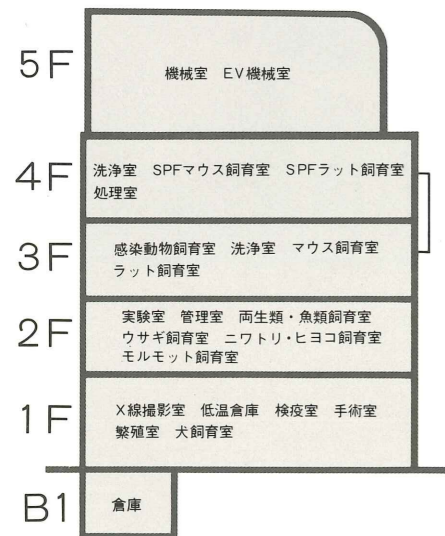 5F
機械室 EV機械室
4F
洗浄室 SPFマウス飼育室 SPFラット飼育室
処理室
3F
感染動物飼育室 洗浄室 マウス飼育室
ラット飼育室
2F
実験室 管理室 両生類・魚類飼育室
ウサギ飼育室 ニワトリ・ヒヨコ飼育室
モルモット飼育室
1F
X線撮影室 低温倉庫 検疫室 手術室
繁殖室 犬飼育室
B1
倉庫